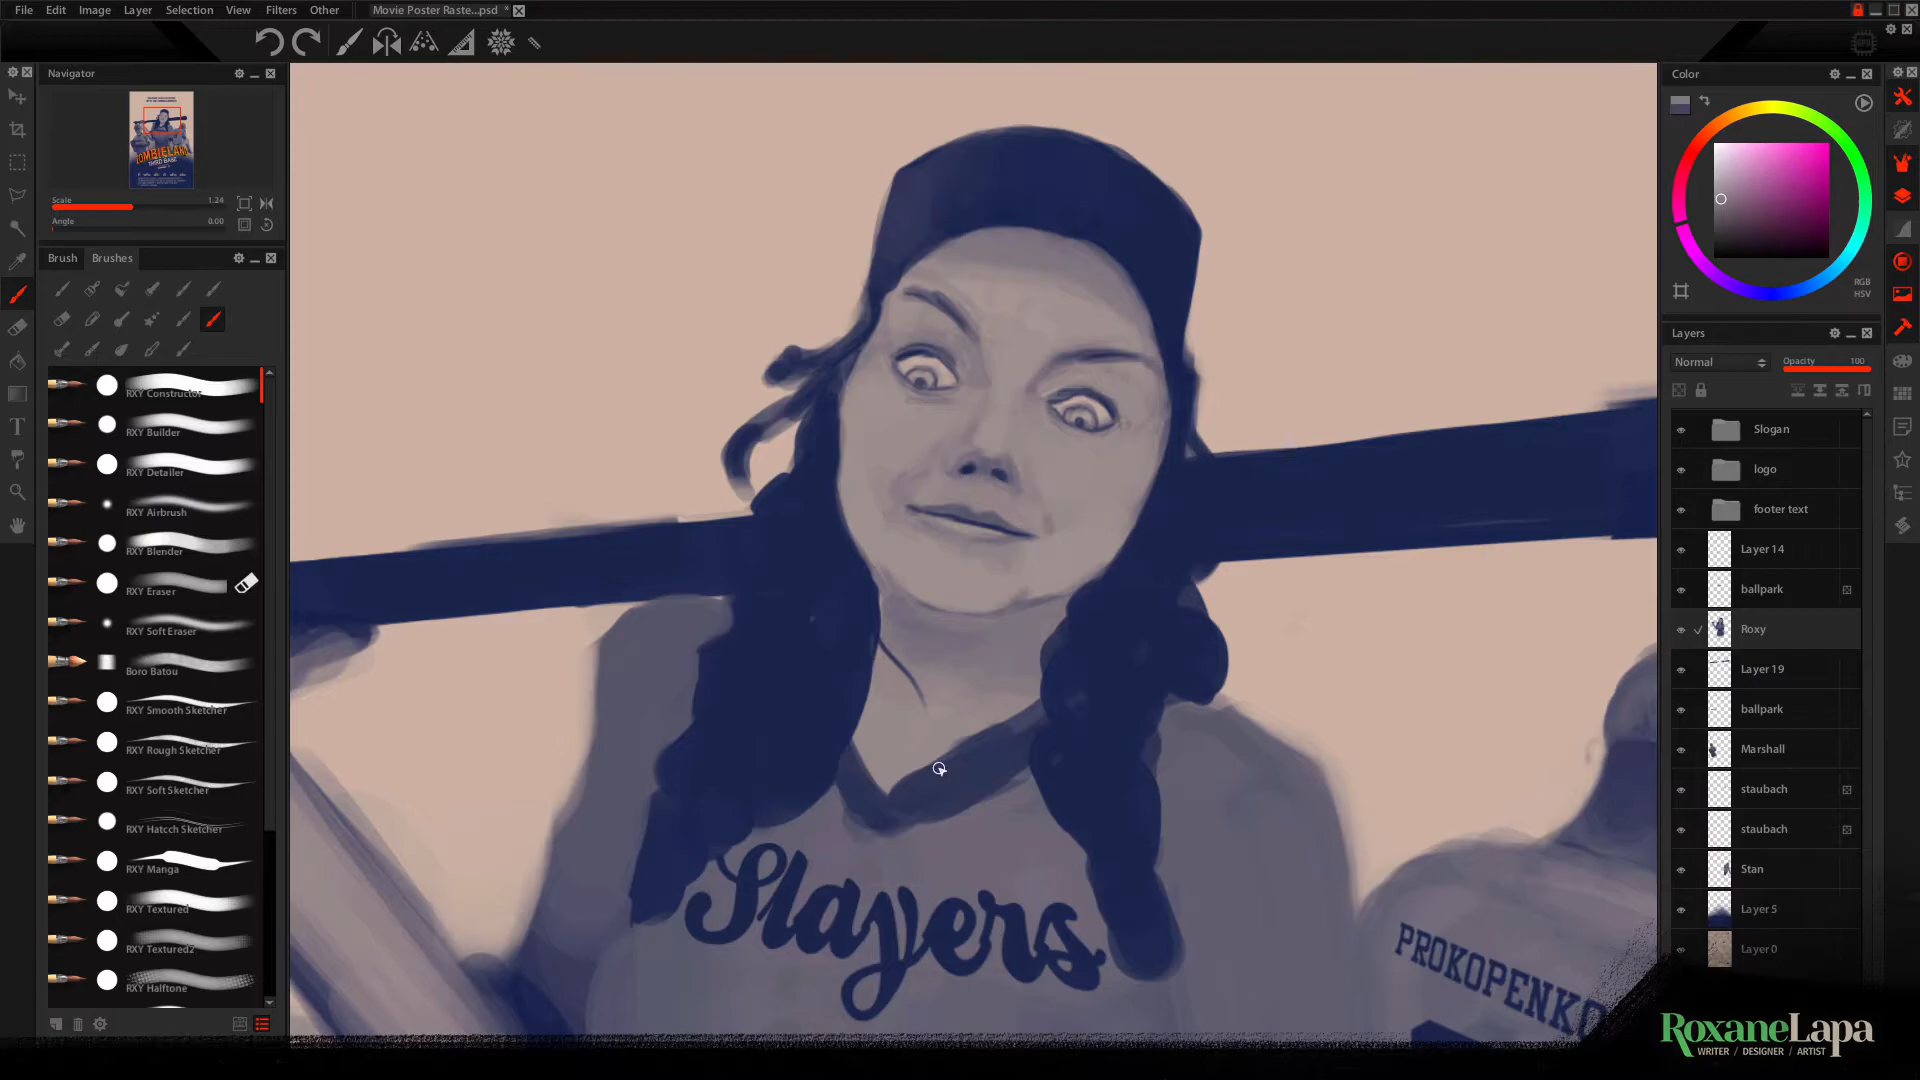 File Edit Image Layer Selection View Filters Other Movie Poster Raste...psd *
Navigator
ZOMBIELAND
THIRD BASE
Scale 1.24
Angle 0.00
Brush Brushes
RXY Constructor
RXY Builder
RXY Detailer
RXY Airbrush
RXY Blender
RXY Eraser
RXY Soft Eraser
Boro Batou
RXY Smooth Sketcher
RXY Rough Sketcher
RXY Soft Sketcher
RXY Hatcch Sketcher
RXY Manga
RXY Textured
RXY Textured2
RXY Halftone
Slayers
PROKOPENKO
Color
RGB
HSV
Layers
Normal Opacity 100
Slogan
logo
footer text
Layer 14
ballpark
Roxy
Layer 19
ballpark
Marshall
staubach
staubach
Stan
Layer 5
Layer 0
RoxaneLapa
WRITER / DESIGNER / ARTIST